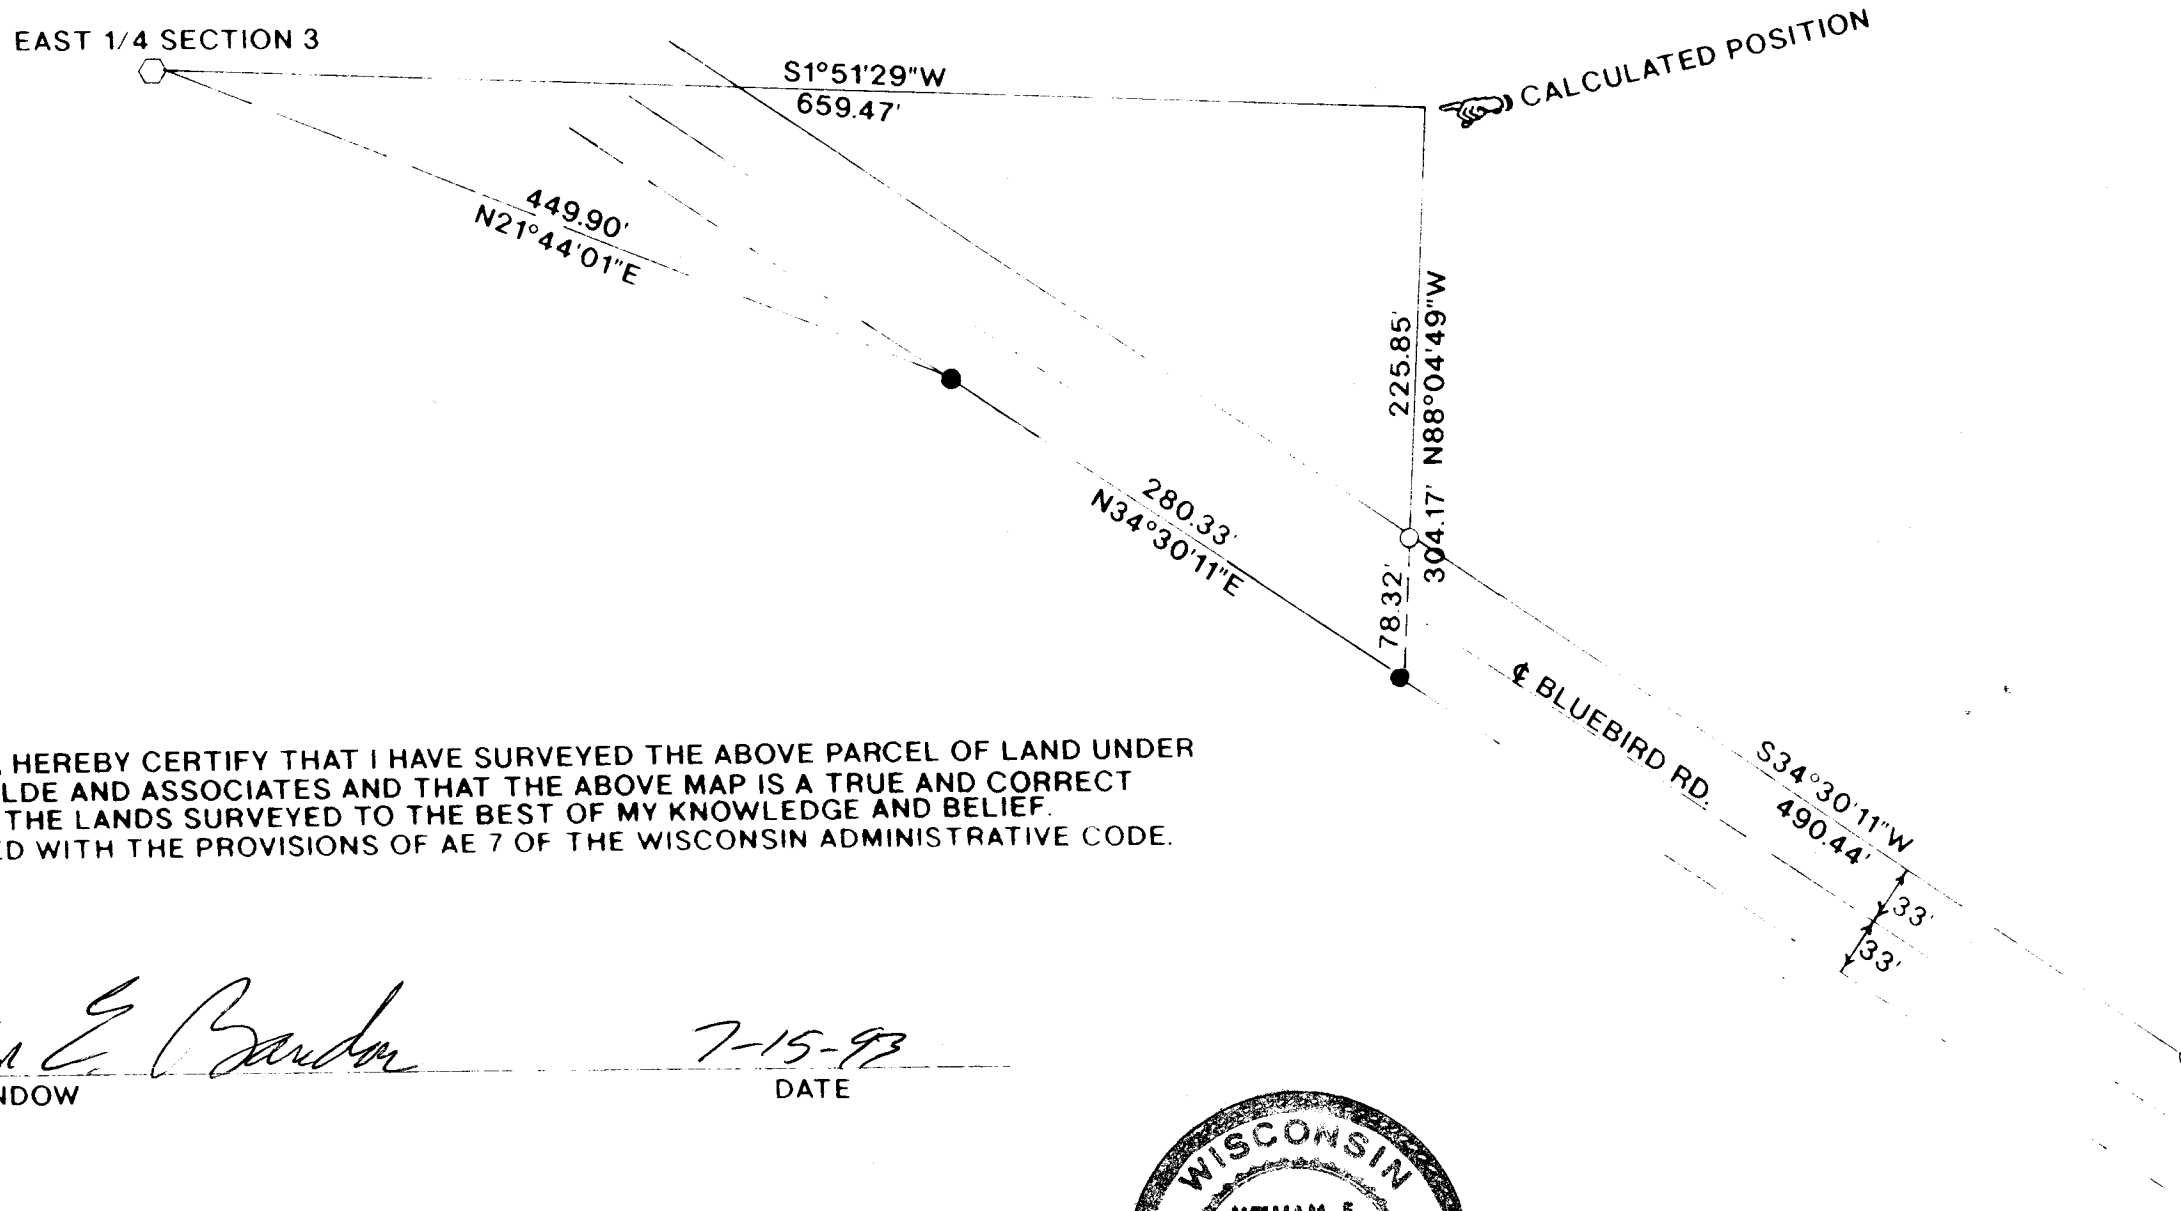 EAST 1/4 SECTION 3
S1°51'29"W
659.47'
CALCULATED POSITION
449.90'
N21°44'01"E
225.85'
304.17' N88°04'49"W
280.33'
N34°30'11"E
78.32'
℄ BLUEBIRD RD.
S34°30'11"W
490.44'
33'
33'
HEREBY CERTIFY THAT I HAVE SURVEYED THE ABOVE PARCEL OF LAND UNDER
LDE AND ASSOCIATES AND THAT THE ABOVE MAP IS A TRUE AND CORRECT
THE LANDS SURVEYED TO THE BEST OF MY KNOWLEDGE AND BELIEF.
ED WITH THE PROVISIONS OF AE 7 OF THE WISCONSIN ADMINISTRATIVE CODE.
E. Bandow
7-15-93
NDOW
DATE
WISCONSIN